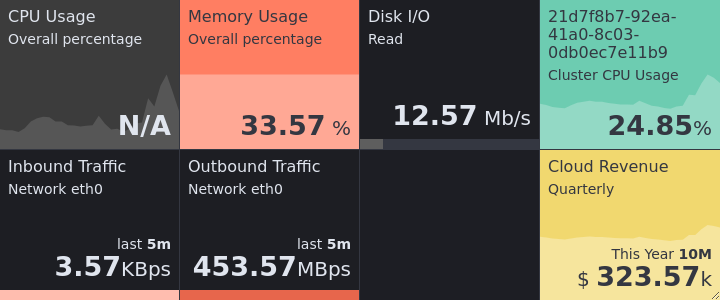 CPU Usage
Overall percentage
N/A
Memory Usage
Overall percentage
33.57 %
Disk I/O
Read
12.57 Mb/s
21d7f8b7-92ea-
41a0-8c03-
0db0ec7e11b9
Cluster CPU Usage
24.85%
Inbound Traffic
Network eth0
last 5m
3.57KBps
Outbound Traffic
Network eth0
last 5m
453.57MBps
Cloud Revenue
Quarterly
This Year 10M
$ 323.57k